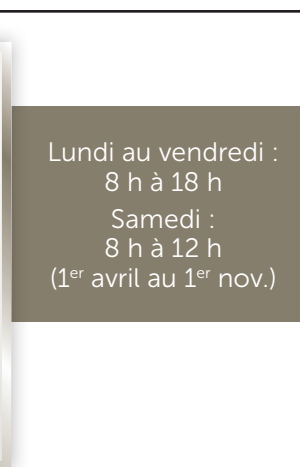 Lundi au vendredi :
8 h à 18 h
Samedi :
8 h à 12 h
(1er avril au 1er nov.)